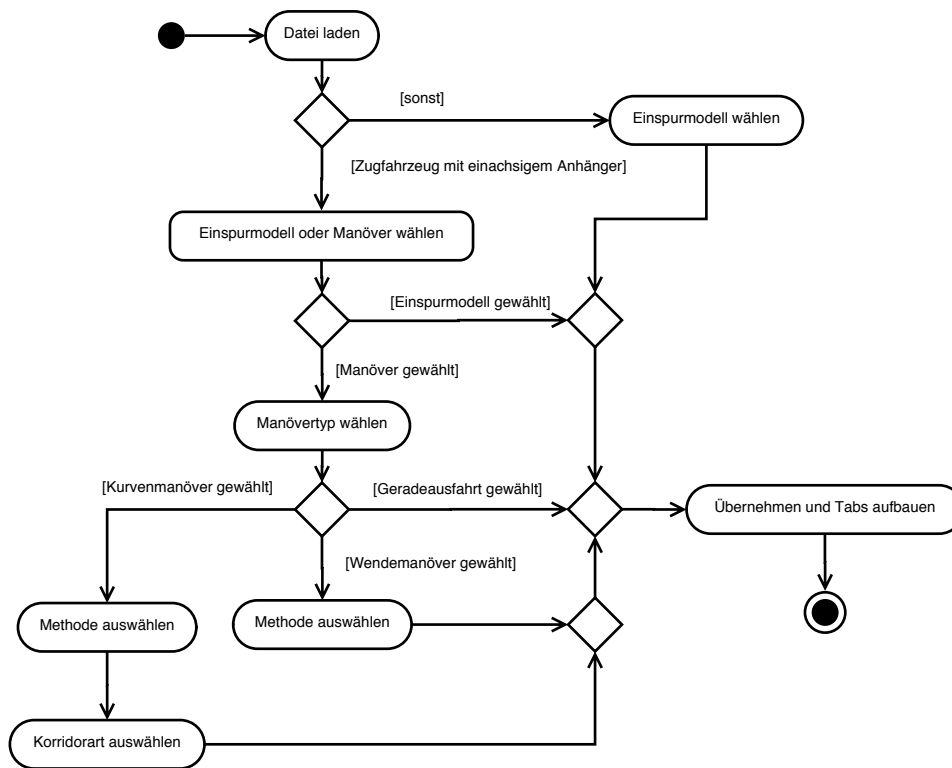 Datei laden
[sonst]
Einspurmodell wählen
[Zugfahrzeug mit einachsigem Anhänger]
Einspurmodell oder Manöver wählen
[Einspurmodell gewählt]
[Manöver gewählt]
Manövertyp wählen
[Kurvenmanöver gewählt]
[Geradeausfahrt gewählt]
Übernehmen und Tabs aufbauen
[Wendemanöver gewählt]
Methode auswählen
Methode auswählen
Korridorart auswählen